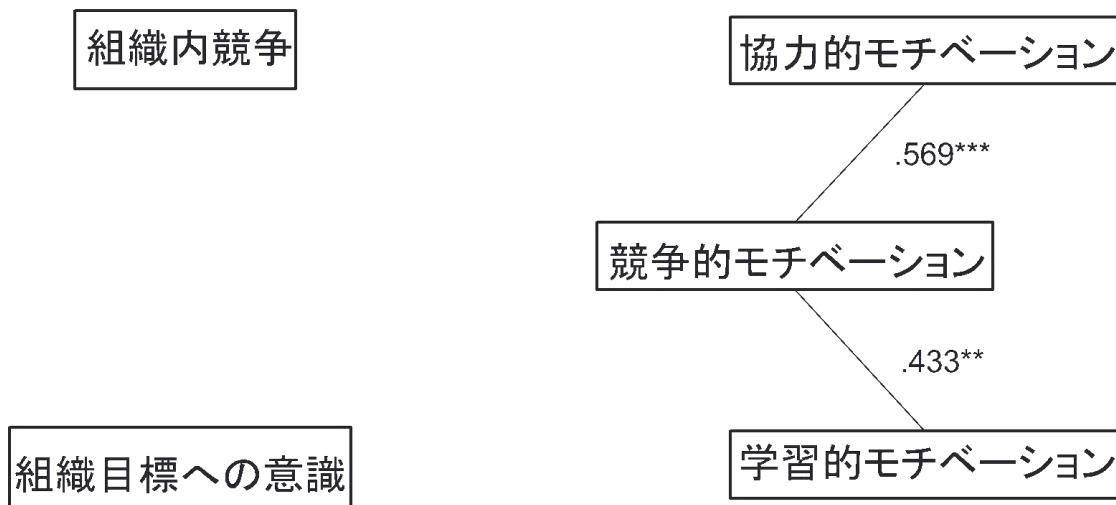 組織内競争
協力的モチベーション
.569***
競争的モチベーション
.433**
組織目標への意識
学習的モチベーション